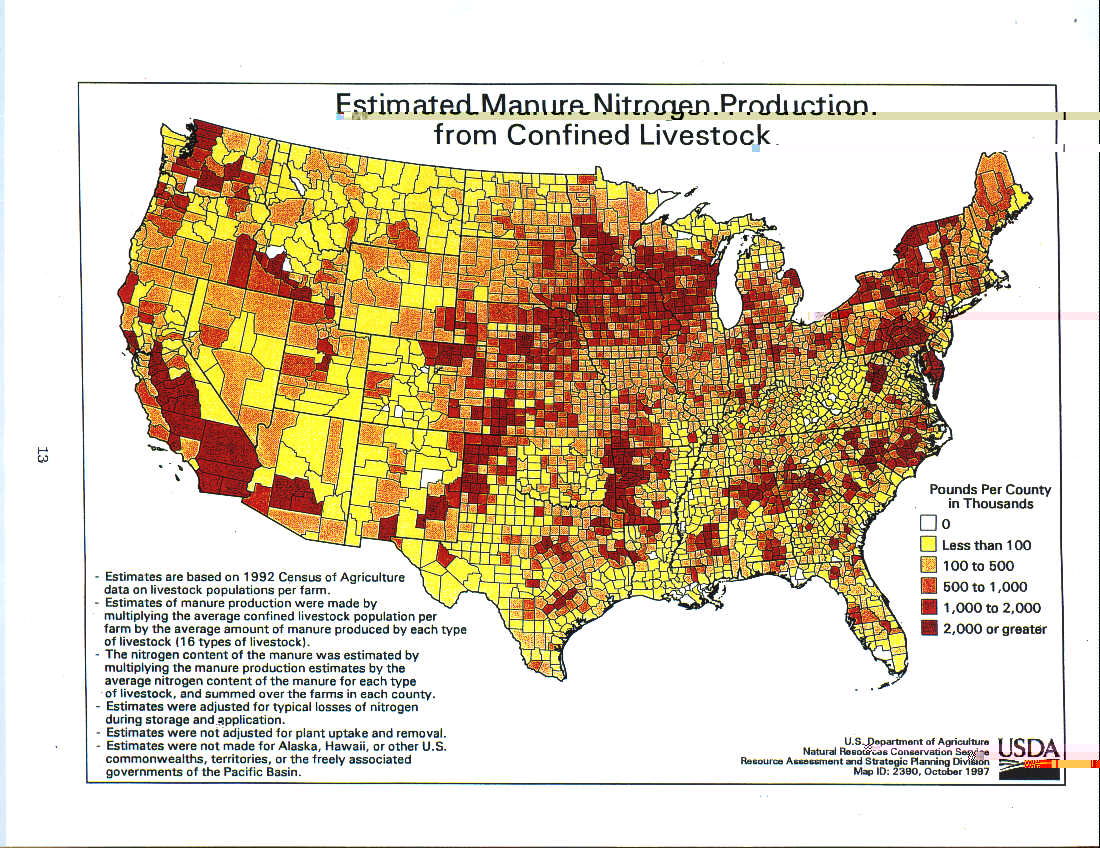 Estimated Manure Nitrogen Production
from Confined Livestock
13
Pounds Per County
in Thousands
0
Less than 100
100 to 500
500 to 1,000
1,000 to 2,000
2,000 or greater
- Estimates are based on 1992 Census of Agriculture
data on livestock populations per farm.
- Estimates of manure production were made by
multiplying the average confined livestock population per
farm by the average amount of manure produced by each type
of livestock (16 types of livestock).
- The nitrogen content of the manure was estimated by
multiplying the manure production estimates by the
average nitrogen content of the manure for each type
of livestock, and summed over the farms in each county.
- Estimates were adjusted for typical losses of nitrogen
during storage and application.
- Estimates were not adjusted for plant uptake and removal.
- Estimates were not made for Alaska, Hawaii, or other U.S.
commonwealths, territories, or the freely associated
governments of the Pacific Basin.
U.S. Department of Agriculture
Natural Resources Conservation Service
Resource Assessment and Strategic Planning Division
Map ID: 2390, October 1997
USDA